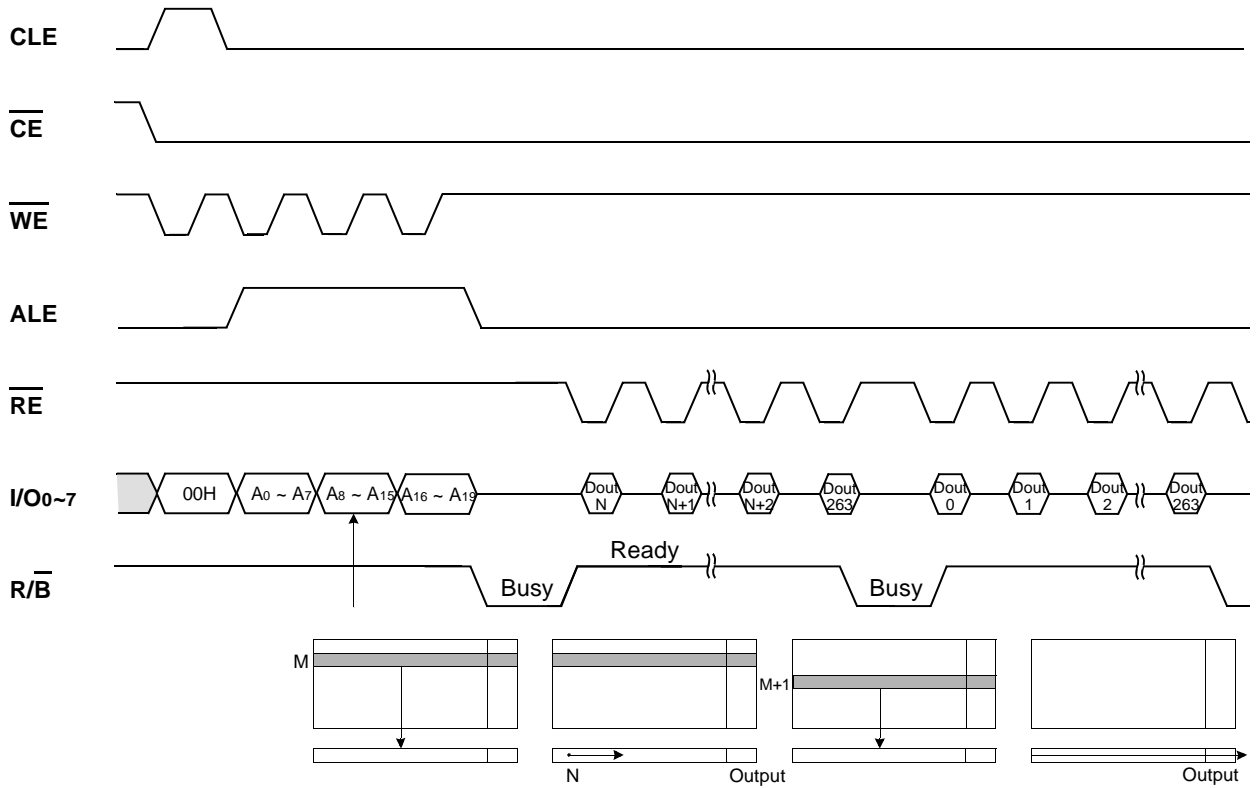 CLE
CE
WE
ALE
RE
I/O0~7
00H
A0 ~ A7
A8 ~ A15
A16 ~ A19
Dout N
Dout N+1
Dout N+2
Dout 263
Dout 0
Dout 1
Dout 2
Dout 263
R/B
Busy
Ready
Busy
M
M+1
N
Output
Output